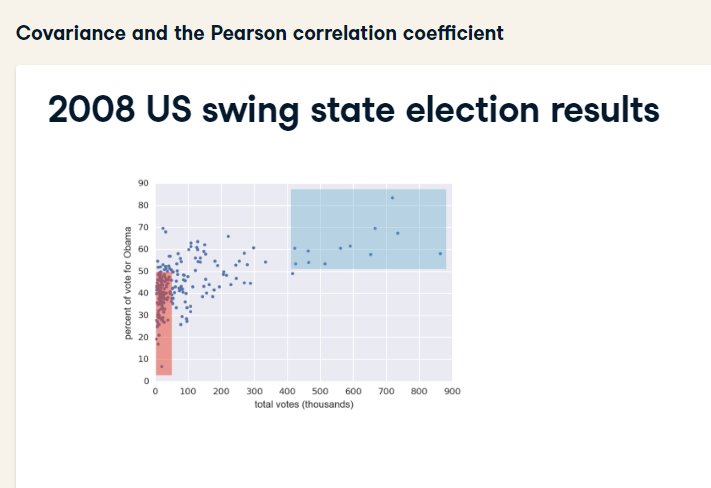 Covariance and the Pearson correlation coefficient
2008 US swing state election results
90
80
70
60
50
40
30
20
10
0
percent of vote for Obama
0 100 200 300 400 500 600 700 800 900
total votes (thousands)